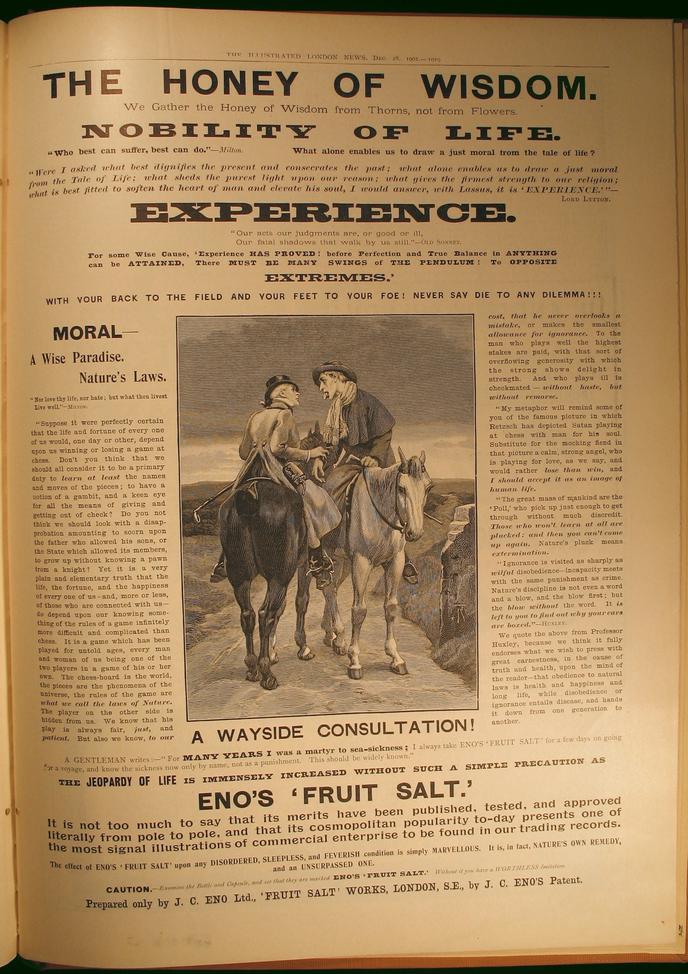 THE ILLUSTRATED LONDON NEWS, DEC. 28, 1901.—1019
THE HONEY OF WISDOM.
We Gather the Honey of Wisdom from Thorns, not from Flowers.
NOBILITY OF LIFE.
"Who best can suffer, best can do."—Milton. What alone enables us to draw a just moral from the tale of life?
"Were I asked what best dignifies the present and consecrates the past; what alone enables us to draw a just moral
from the Tale of Life; what sheds the purest light upon our reason; what gives the firmest strength to our religion;
what is best fitted to soften the heart of man and elevate his soul, I would answer, with Lassus, it is 'EXPERIENCE.'"—
LORD LYTTON.
EXPERIENCE.
"Our acts our judgments are, or good or ill,
Our fatal shadows that walk by us still."—OLD SONNET.
For some Wise Cause, 'Experience HAS PROVED! before Perfection and True Balance in ANYTHING
can be ATTAINED, There MUST BE MANY SWINGS of THE PENDULUM! To OPPOSITE
EXTREMES.'
WITH YOUR BACK TO THE FIELD AND YOUR FEET TO YOUR FOE! NEVER SAY DIE TO ANY DILEMMA!!!
MORAL—
A Wise Paradise.
Nature's Laws.
"Nor love thy life, nor hate; but what thou livest
Live well."—MILTON.
"Suppose it were perfectly certain
that the life and fortune of every one
of us would, one day or other, depend
upon us winning or losing a game at
chess. Don't you think that we
should all consider it to be a primary
duty to learn at least the names
and moves of the pieces; to have a
notion of a gambit, and a keen eye
for all the means of giving and
getting out of check? Do you not
think we should look with a disap-
probation amounting to scorn upon
the father who allowed his son, or
the State which allowed its members,
to grow up without knowing a pawn
from a knight! Yet it is a very
plain and elementary truth that the
life, the fortune, and the happiness
of every one of us—and, more or less,
of those who are connected with us—
do depend upon our knowing some-
thing of the rules of a game infinitely
more difficult and complicated than
chess. It is a game which has been
played for untold ages, every man
and woman of us being one of the
two players in a game of his or her
own. The chess-board is the world,
the pieces are the phenomena of the
universe, the rules of the game are
what we call the laws of Nature.
The player on the other side is
hidden from us. We know that his
play is always fair, just, and
patient. But also we know, to our
cost, that he never overlooks a
mistake, or makes the smallest
allowance for ignorance. To the
man who plays well the highest
stakes are paid, with that sort of
overflowing generosity with which
the strong shows delight in
strength. And who plays ill is
checkmated—without haste, but
without remorse.
"My metaphor will remind some of
you of the famous picture in which
Retzsch has depicted Satan playing
at chess with man for his soul.
Substitute for the mocking fiend in
that picture a calm, strong angel, who
is playing for love, as we say, and
would rather lose than win, and
I should accept it as an image of
human life.
"The great mass of mankind are the
'Poll,' who pick up just enough to get
through without much discredit.
Those who won't learn at all are
plucked: and then you can't come
up again. Nature's pluck means
extermination.
"Ignorance is visited as sharply as
wilful disobedience—incapacity meets
with the same punishment as crime.
Nature's discipline is not even a word
and a blow, and the blow first; but
the blow without the word. It is
left to you to find out why your ears
are boxed."—HUXLEY.
We quote the above from Professor
Huxley, because we think it fully
endorses what we wish to press with
great earnestness, in the cause of
truth and health, upon the mind of
the reader—that obedience to natural
laws is health and happiness and
long life, while disobedience or
ignorance entails disease, and hands
it down from one generation to
another.
A WAYSIDE CONSULTATION!
A GENTLEMAN writes:—"For MANY YEARS I was a martyr to sea-sickness; I always take ENO'S 'FRUIT SALT' for a few days on going
for a voyage, and know the sickness now only by name, not as a punishment. This should be widely known."
THE JEOPARDY OF LIFE IS IMMENSELY INCREASED WITHOUT SUCH A SIMPLE PRECAUTION AS
ENO'S 'FRUIT SALT.'
It is not too much to say that its merits have been published, tested, and approved
literally from pole to pole, and that its cosmopolitan popularity to-day presents one of
the most signal illustrations of commercial enterprise to be found in our trading records.
The effect of ENO'S 'FRUIT SALT' upon any DISORDERED, SLEEPLESS, and FEVERISH condition is simply MARVELLOUS. It is, in fact, NATURE'S OWN REMEDY,
and an UNSURPASSED ONE.
CAUTION.—Examine the Bottle and Capsule, and see that they are marked ENO'S 'FRUIT SALT.' Without it you have a WORTHLESS Imitation.
Prepared only by J. C. ENO Ltd., 'FRUIT SALT' WORKS, LONDON, S.E., by J. C. ENO'S Patent.